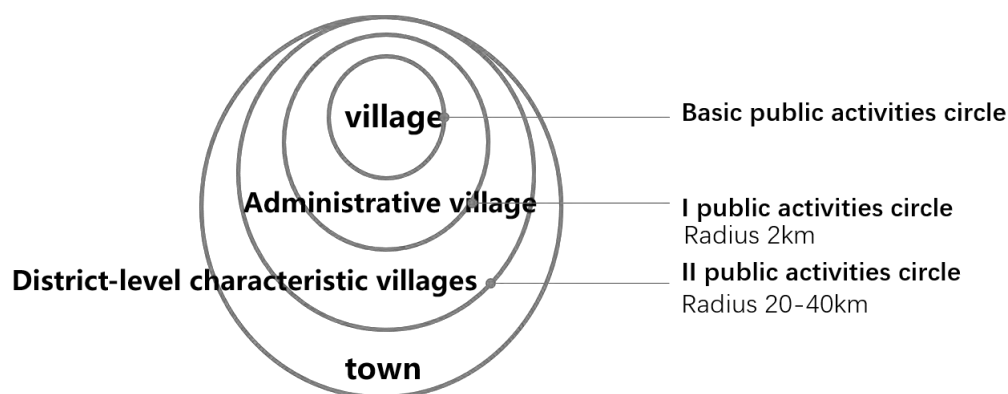 village
Basic public activities circle
Administrative village
I public activities circle
Radius 2km
District-level characteristic villages
II public activities circle
Radius 20-40km
town